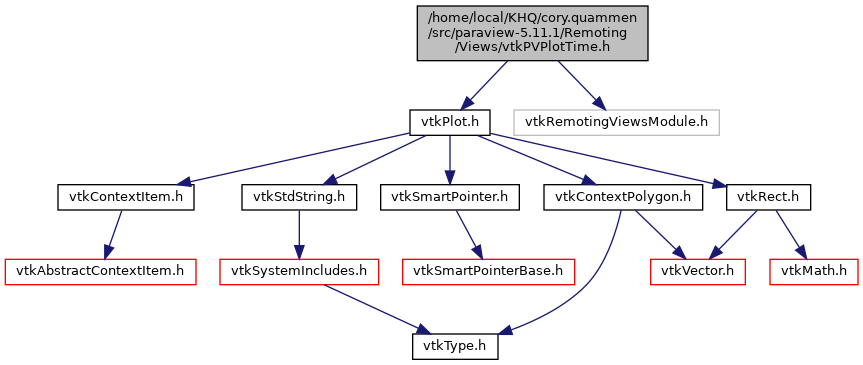 /home/local/KHQ/cory.quammen
/src/paraview-5.11.1/Remoting
/Views/vtkPVPlotTime.h
vtkPlot.h
vtkRemotingViewsModule.h
vtkContextItem.h
vtkStdString.h
vtkSmartPointer.h
vtkContextPolygon.h
vtkRect.h
vtkAbstractContextItem.h
vtkSystemIncludes.h
vtkSmartPointerBase.h
vtkVector.h
vtkMath.h
vtkType.h